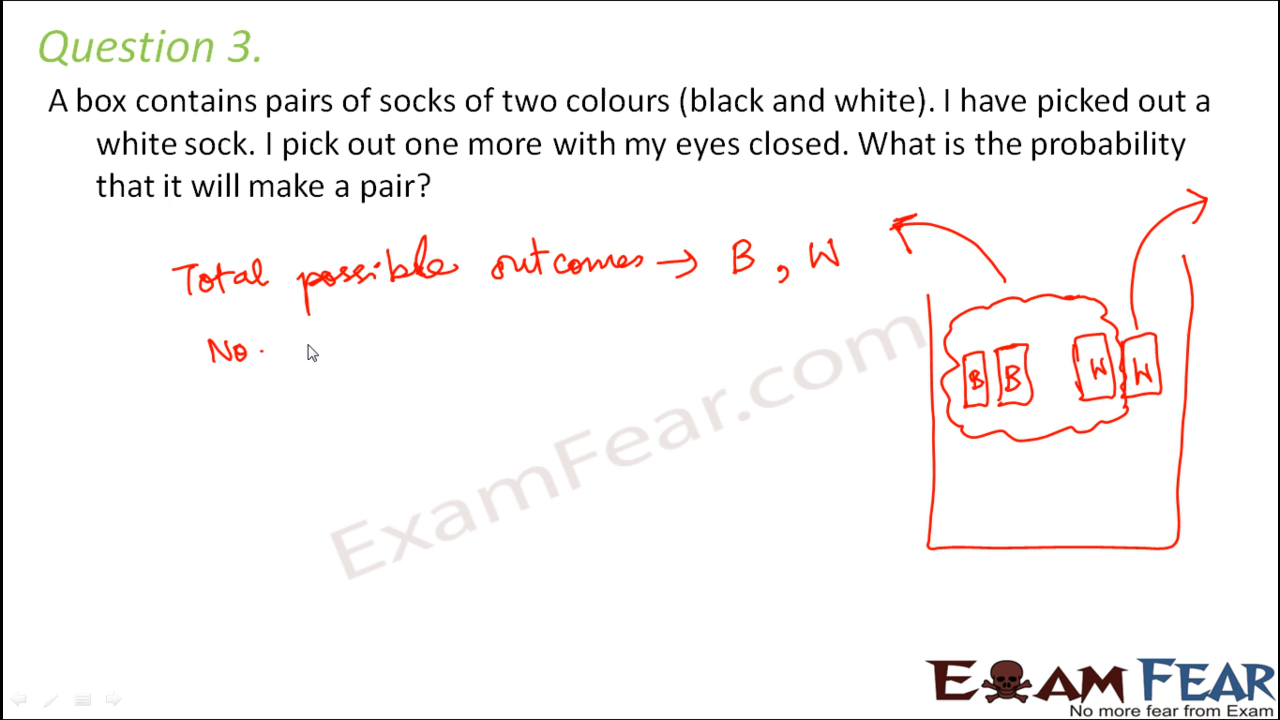 Question 3.
A box contains pairs of socks of two colours (black and white). I have picked out a
white sock. I pick out one more with my eyes closed. What is the probability
that it will make a pair?
Total possible outcomes → B, W
No.
B B W W
ExamFear.com
EXAM FEAR
No more fear from Exam